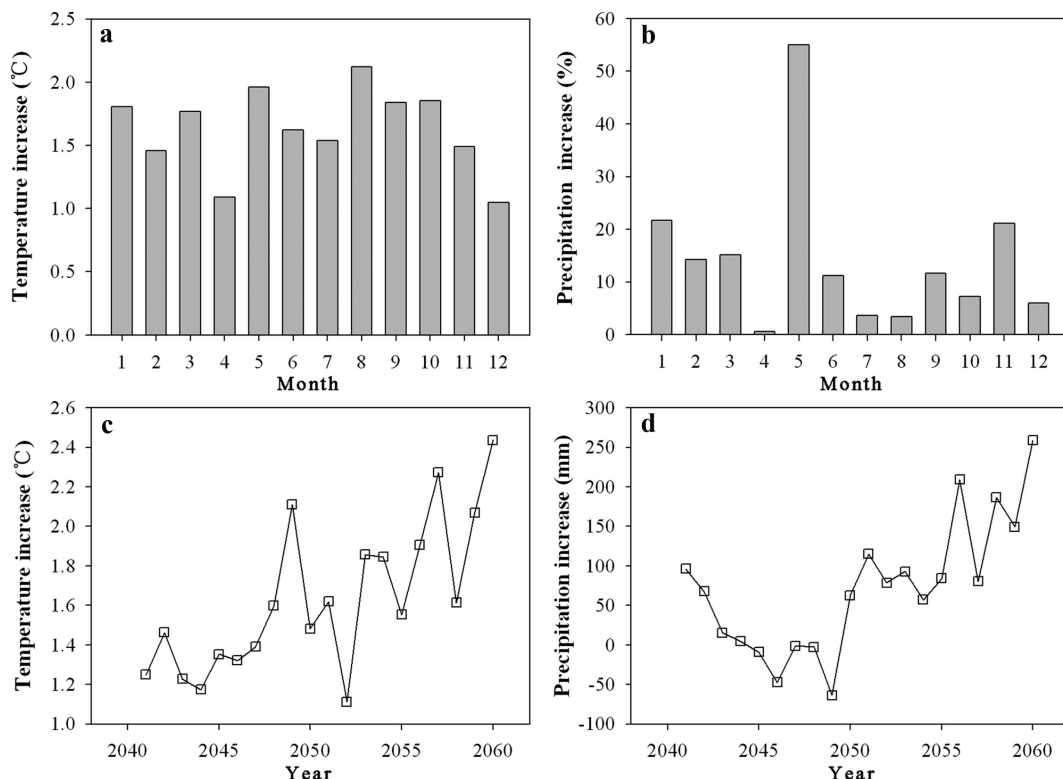 a
Temperature increase (℃)
2.5
2.0
1.5
1.0
0.5
0.0
1 2 3 4 5 6 7 8 9 10 11 12
Month
b
Precipitation increase (%)
60
50
40
30
20
10
0
1 2 3 4 5 6 7 8 9 10 11 12
Month
c
Temperature increase (℃)
2.6
2.4
2.2
2.0
1.8
1.6
1.4
1.2
1.0
2040 2045 2050 2055 2060
Year
d
Precipitation increase (mm)
300
250
200
150
100
50
0
-50
-100
2040 2045 2050 2055 2060
Year